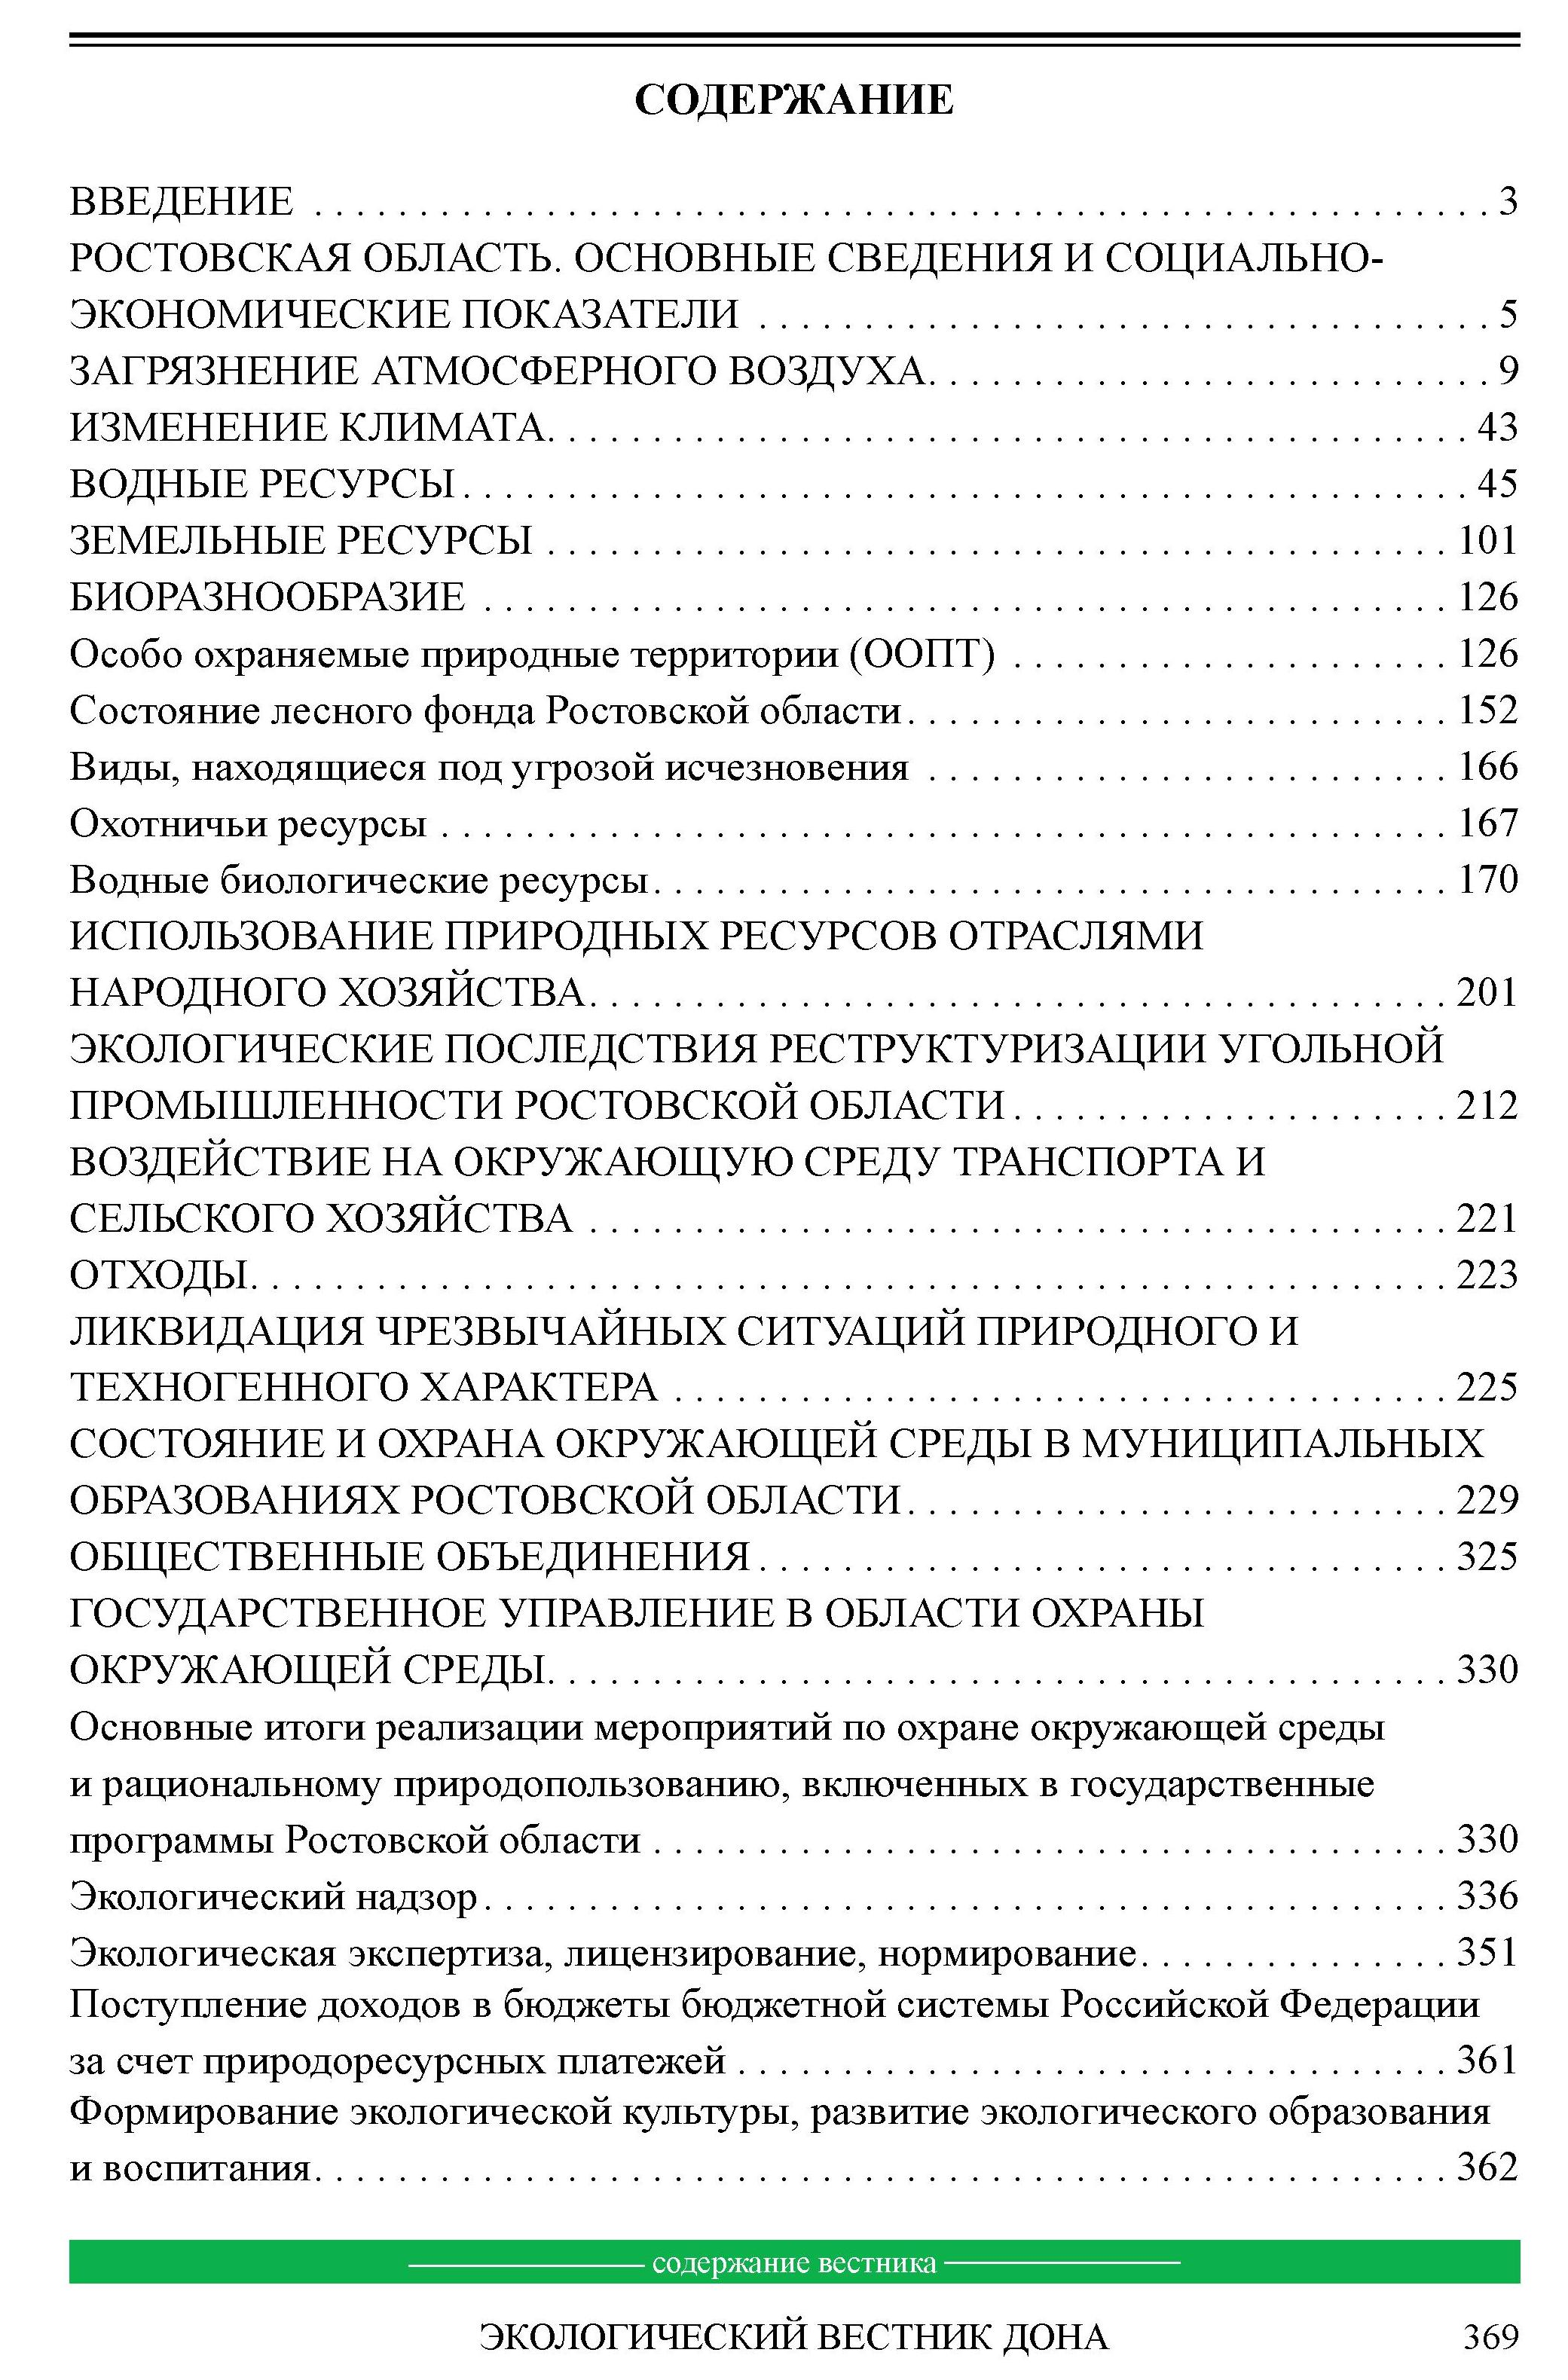 СОДЕРЖАНИЕ
ВВЕДЕНИЕ . . . . . . . . . . . . . . . . . . . . . . . . . . . . . . 3
РОСТОВСКАЯ ОБЛАСТЬ. ОСНОВНЫЕ СВЕДЕНИЯ И СОЦИАЛЬНО-
ЭКОНОМИЧЕСКИЕ ПОКАЗАТЕЛИ . . . . . . . . . . . . . . . . . . . . 5
ЗАГРЯЗНЕНИЕ АТМОСФЕРНОГО ВОЗДУХА. . . . . . . . . . . . . . . . 9
ИЗМЕНЕНИЕ КЛИМАТА. . . . . . . . . . . . . . . . . . . . . . . . 43
ВОДНЫЕ РЕСУРСЫ . . . . . . . . . . . . . . . . . . . . . . . . . 45
ЗЕМЕЛЬНЫЕ РЕСУРСЫ . . . . . . . . . . . . . . . . . . . . . . . 101
БИОРАЗНООБРАЗИЕ . . . . . . . . . . . . . . . . . . . . . . . . 126
Особо охраняемые природные территории (ООПТ) . . . . . . . . . . 126
Состояние лесного фонда Ростовской области. . . . . . . . . . . . 152
Виды, находящиеся под угрозой исчезновения . . . . . . . . . . . 166
Охотничьи ресурсы . . . . . . . . . . . . . . . . . . . . . . . 167
Водные биологические ресурсы. . . . . . . . . . . . . . . . . . . 170
ИСПОЛЬЗОВАНИЕ ПРИРОДНЫХ РЕСУРСОВ ОТРАСЛЯМИ
НАРОДНОГО ХОЗЯЙСТВА. . . . . . . . . . . . . . . . . . . . . . . 201
ЭКОЛОГИЧЕСКИЕ ПОСЛЕДСТВИЯ РЕСТРУКТУРИЗАЦИИ УГОЛЬНОЙ
ПРОМЫШЛЕННОСТИ РОСТОВСКОЙ ОБЛАСТИ . . . . . . . . . . . . . . . 212
ВОЗДЕЙСТВИЕ НА ОКРУЖАЮЩУЮ СРЕДУ ТРАНСПОРТА И
СЕЛЬСКОГО ХОЗЯЙСТВА . . . . . . . . . . . . . . . . . . . . . . 221
ОТХОДЫ. . . . . . . . . . . . . . . . . . . . . . . . . . . . . 223
ЛИКВИДАЦИЯ ЧРЕЗВЫЧАЙНЫХ СИТУАЦИЙ ПРИРОДНОГО И
ТЕХНОГЕННОГО ХАРАКТЕРА . . . . . . . . . . . . . . . . . . . . . 225
СОСТОЯНИЕ И ОХРАНА ОКРУЖАЮЩЕЙ СРЕДЫ В МУНИЦИПАЛЬНЫХ
ОБРАЗОВАНИЯХ РОСТОВСКОЙ ОБЛАСТИ. . . . . . . . . . . . . . . . . 229
ОБЩЕСТВЕННЫЕ ОБЪЕДИНЕНИЯ . . . . . . . . . . . . . . . . . . . . 325
ГОСУДАРСТВЕННОЕ УПРАВЛЕНИЕ В ОБЛАСТИ ОХРАНЫ
ОКРУЖАЮЩЕЙ СРЕДЫ. . . . . . . . . . . . . . . . . . . . . . . . 330
Основные итоги реализации мероприятий по охране окружающей среды
и рациональному природопользованию, включенных в государственные
программы Ростовской области . . . . . . . . . . . . . . . . . . 330
Экологический надзор . . . . . . . . . . . . . . . . . . . . . . 336
Экологическая экспертиза, лицензирование, нормирование. . . . . . 351
Поступление доходов в бюджеты бюджетной системы Российской Федерации
за счет природоресурсных платежей . . . . . . . . . . . . . . . . 361
Формирование экологической культуры, развитие экологического образования
и воспитания. . . . . . . . . . . . . . . . . . . . . . . . . . . 362
содержание вестника
ЭКОЛОГИЧЕСКИЙ ВЕСТНИК ДОНА 369